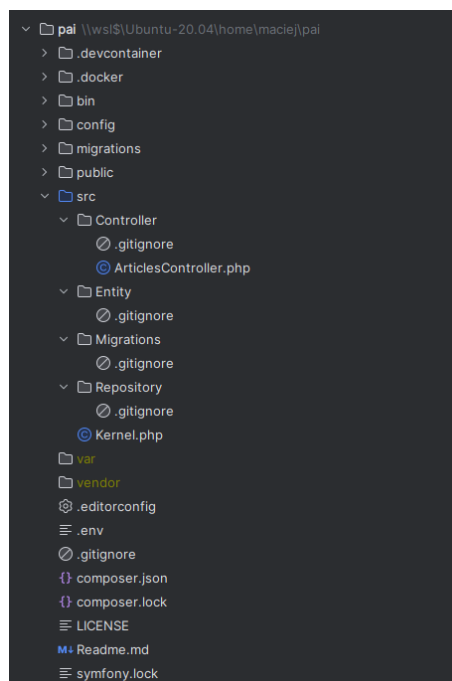 pai \\wsl$\Ubuntu-20.04\home\maciej\pai
.devcontainer
.docker
bin
config
migrations
public
src
Controller
.gitignore
ArticlesController.php
Entity
.gitignore
Migrations
.gitignore
Repository
.gitignore
Kernel.php
var
vendor
.editorconfig
.env
.gitignore
composer.json
composer.lock
LICENSE
Readme.md
symfony.lock